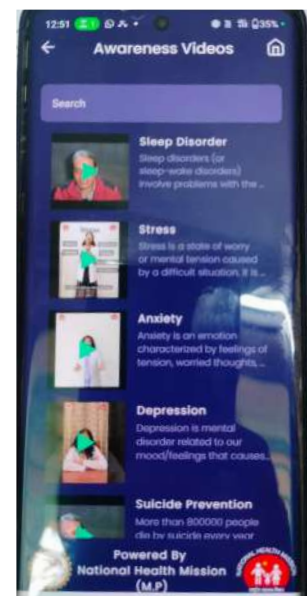 12:51
35%
Awareness Videos
Search
Sleep Disorder
Sleep disorders (or
sleep-wake disorders)
involve problems with the ...
Stress
Stress is a state of worry
or mental tension caused
by a difficult situation. It is ...
Anxiety
Anxiety is an emotion
characterized by feelings of
tension, worried thoughts, ...
Depression
Depression is mental
disorder related to our
mood/feelings that causes...
Suicide Prevention
More than 800000 people
die by suicide every year
Powered By
National Health Mission
(M.P)
NATIONAL HEALTH MISSION